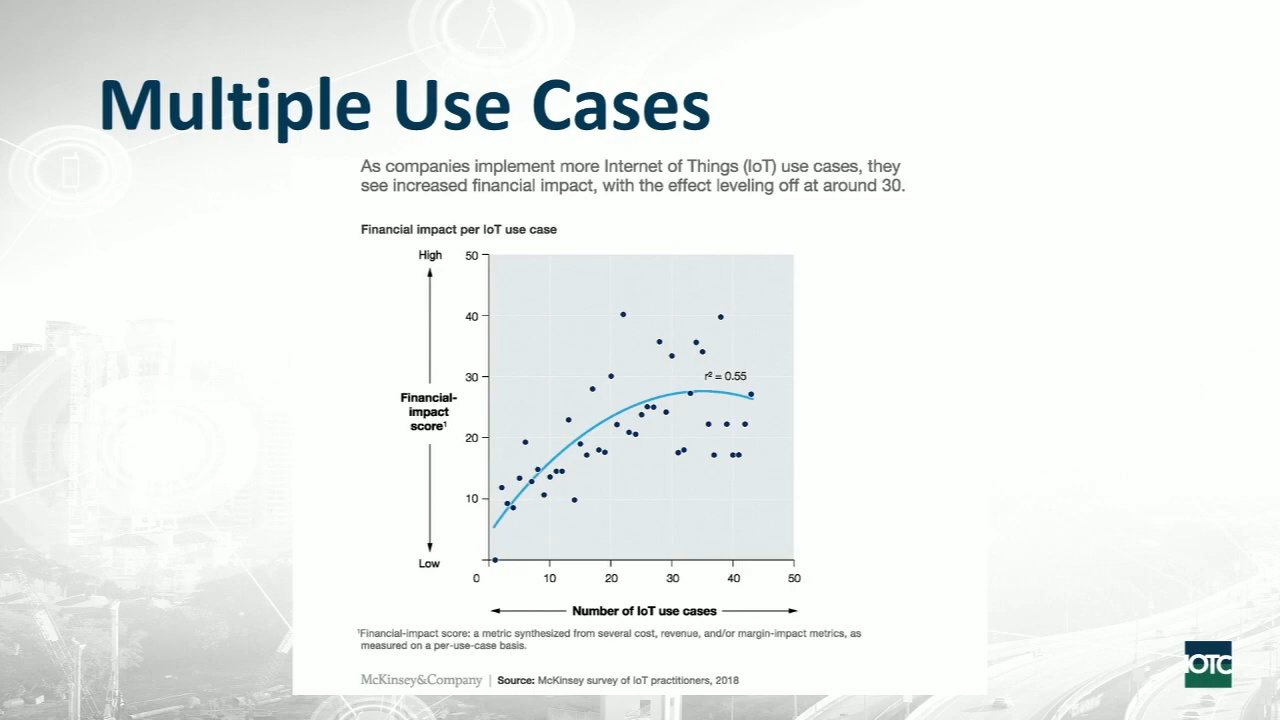 Multiple Use Cases
As companies implement more Internet of Things (IoT) use cases, they
see increased financial impact, with the effect leveling off at around 30.
Financial impact per IoT use case
High
50
40
30
r² = 0.55
Financial-
impact
score¹
20
10
Low
0
10
20
30
40
50
Number of IoT use cases
¹Financial-impact score: a metric synthesized from several cost, revenue, and/or margin-impact metrics, as
measured on a per-use-case basis.
McKinsey&Company | Source: McKinsey survey of IoT practitioners, 2018
IOTC